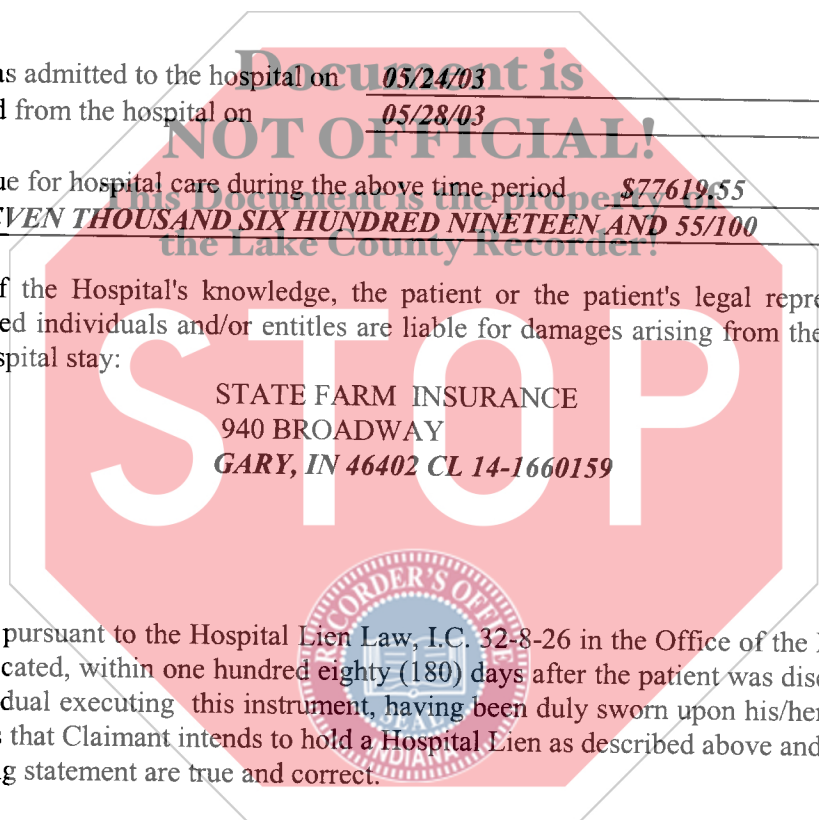 as admitted to the hospital on 05/24/03
d from the hospital on 05/28/03
ue for hospital care during the above time period $77619.55
EVEN THOUSAND SIX HUNDRED NINETEEN AND 55/100
f the Hospital's knowledge, the patient or the patient's legal repre
ed individuals and/or entitles are liable for damages arising from the
spital stay:
STATE FARM INSURANCE
940 BROADWAY
GARY, IN 46402 CL 14-1660159
pursuant to the Hospital Lien Law, I.C. 32-8-26 in the Office of the
cated, within one hundred eighty (180) days after the patient was disc
dual executing this instrument, having been duly sworn upon his/her
s that Claimant intends to hold a Hospital Lien as described above and
g statement are true and correct.
Document is
NOT OFFICIAL!
This Document is the property of
the Lake County Recorder!
STOP
RECORDER'S OFFICE
SEAL
INDIANA